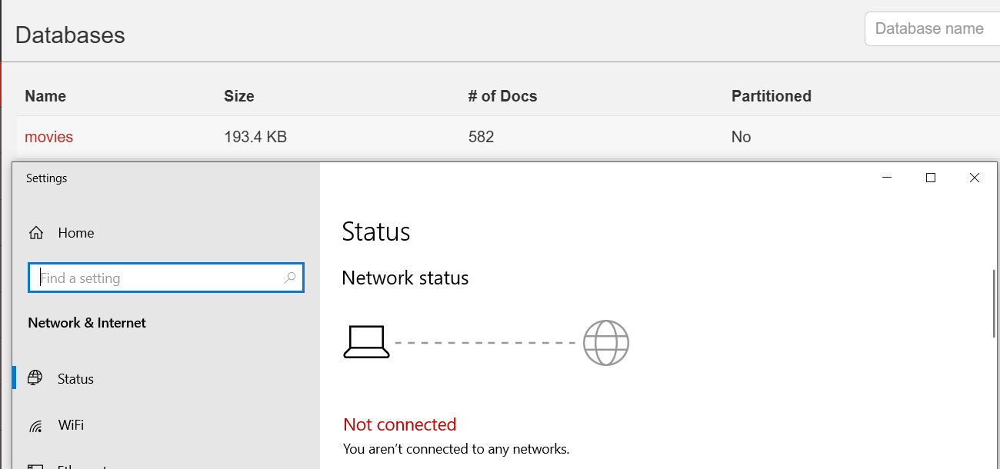 Databases
Database name
Name Size # of Docs Partitioned
movies 193.4 KB 582 No
Settings
Home
Find a setting
Network & Internet
Status
WiFi
Status
Network status
Not connected
You aren't connected to any networks.